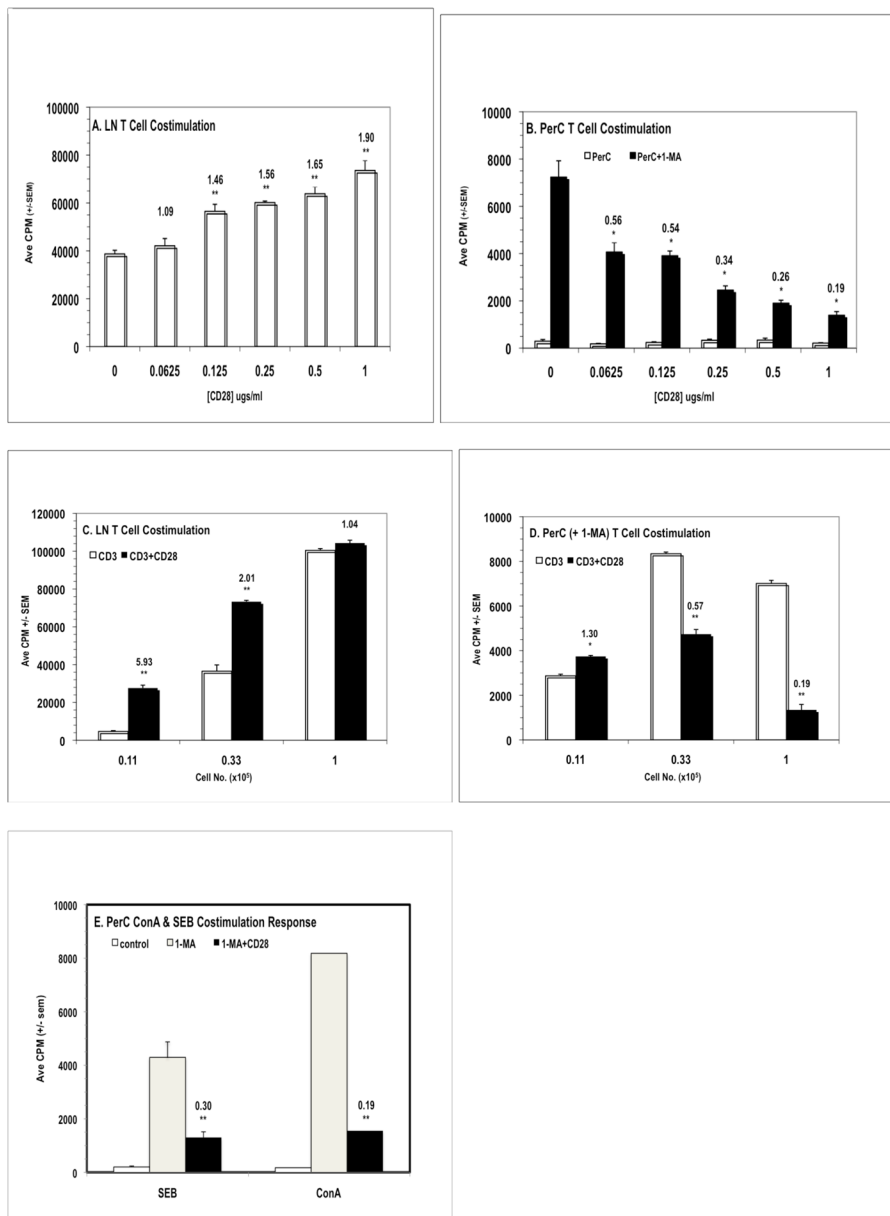 A. LN T Cell Costimulation
Ave CPM (+/-SEM)
100000
80000
60000
40000
20000
0
1.09
1.46
**
1.56
**
1.65
**
1.90
**
0 0.0625 0.125 0.25 0.5 1
[CD28] ugs/ml
B. PerC T Cell Costimulation
PerC PerC+1-MA
Ave CPM (+/-SEM)
10000
8000
6000
4000
2000
0
0.56
*
0.54
*
0.34
*
0.26
*
0.19
*
0 0.0625 0.125 0.25 0.5 1
[CD28] ugs/ml
C. LN T Cell Costimulation
CD3 CD3+CD28
Ave CPM +/- SEM
120000
100000
80000
60000
40000
20000
0
5.93
**
2.01
**
1.04
0.11 0.33 1
Cell No. (x10⁵)
D. PerC (+ 1-MA) T Cell Costimulation
CD3 CD3+CD28
Ave CPM +/- SEM
10000
8000
6000
4000
2000
0
1.30
*
0.57
**
0.19
**
0.11 0.33 1
Cell No. (x10⁵)
E. PerC ConA & SEB Costimulation Response
control 1-MA 1-MA+CD28
Ave CPM (+/- sem)
10000
8000
6000
4000
2000
0
0.30
**
0.19
**
SEB ConA